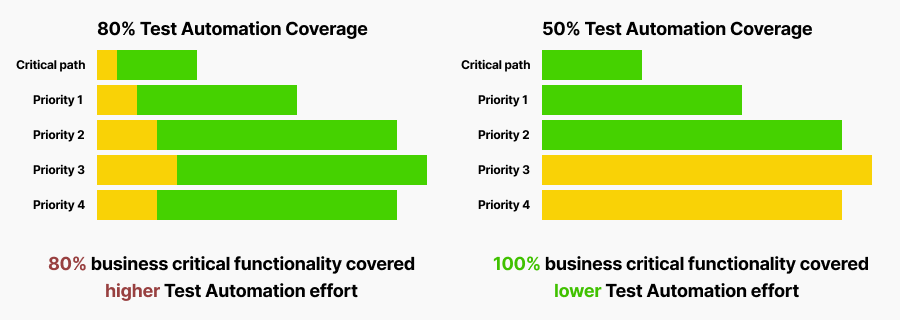 80% Test Automation Coverage
Critical path
Priority 1
Priority 2
Priority 3
Priority 4
80% business critical functionality covered
higher Test Automation effort
50% Test Automation Coverage
Critical path
Priority 1
Priority 2
Priority 3
Priority 4
100% business critical functionality covered
lower Test Automation effort